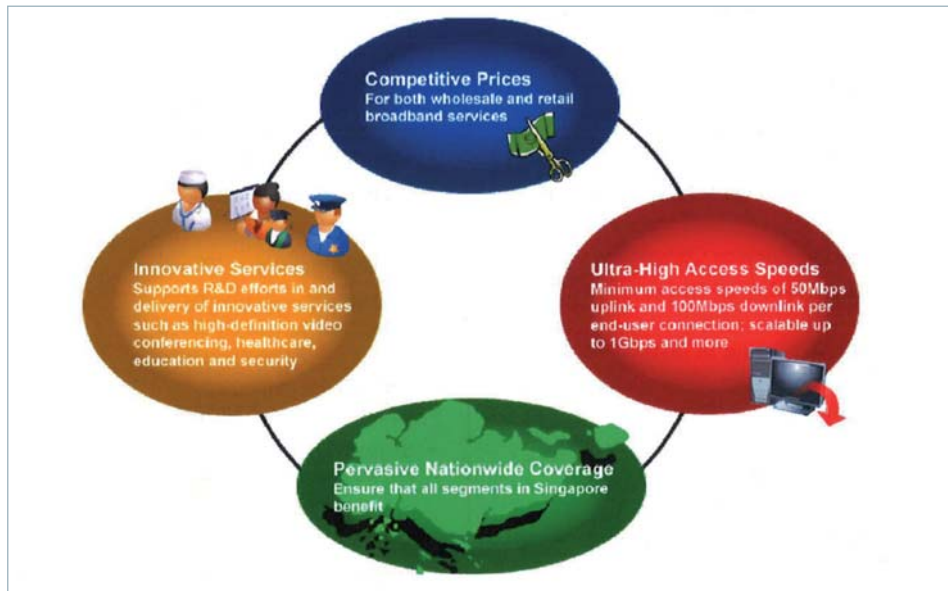 Competitive Prices
For both wholesale and retail
broadband services
Innovative Services
Supports R&D efforts in and
delivery of innovative services
such as high-definition video
conferencing, healthcare,
education and security
Ultra-High Access Speeds
Minimum access speeds of 50Mbps
uplink and 100Mbps downlink per
end-user connection; scalable up
to 1Gbps and more
Pervasive Nationwide Coverage
Ensure that all segments in Singapore
benefit